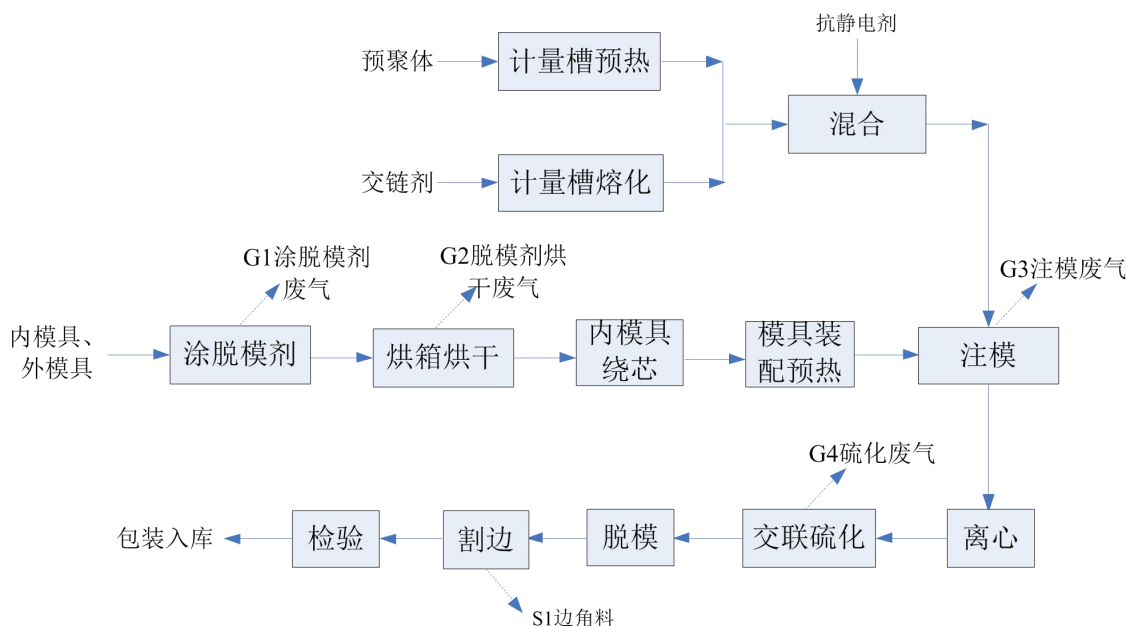 抗静电剂
预聚体
计量槽预热
混合
交链剂
计量槽熔化
G1涂脱模剂
废气
G2脱模剂烘
干废气
G3注模废气
内模具、
外模具
涂脱模剂
烘箱烘干
内模具
绕芯
模具装
配预热
注模
G4硫化废气
包装入库
检验
割边
脱模
交联硫化
离心
S1边角料